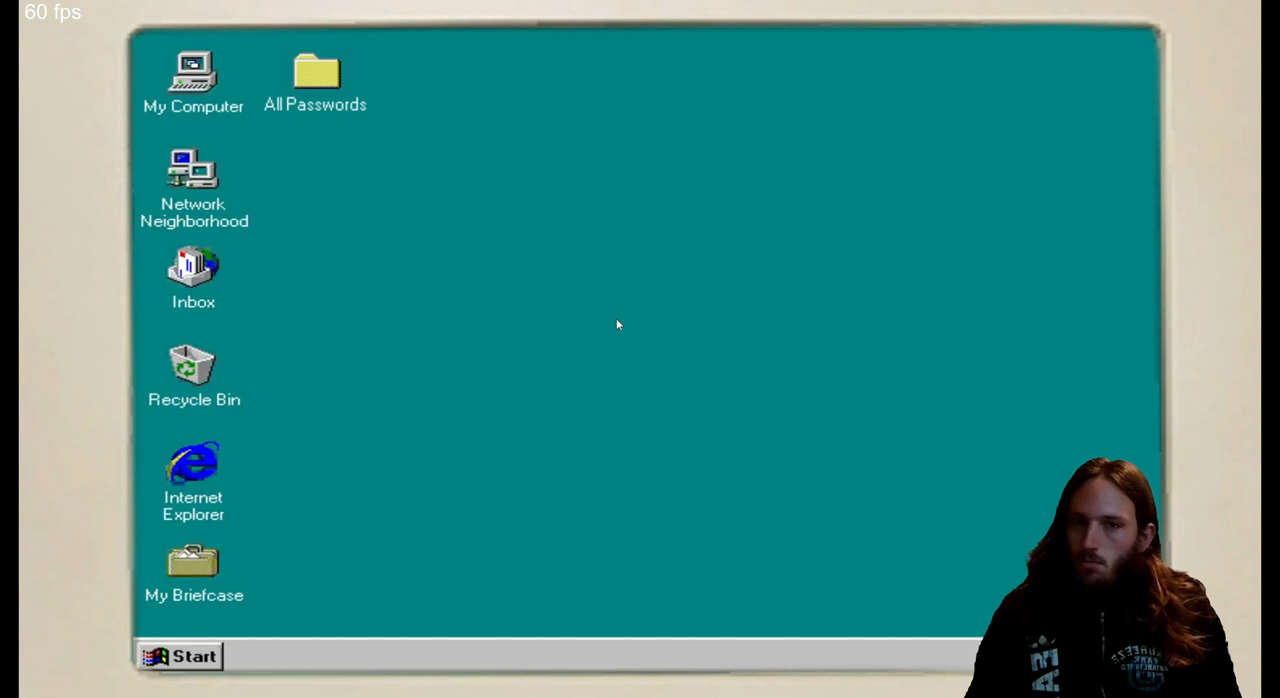 60 fps
My Computer
All Passwords
Network
Neighborhood
Inbox
Recycle Bin
Internet
Explorer
My Briefcase
Start